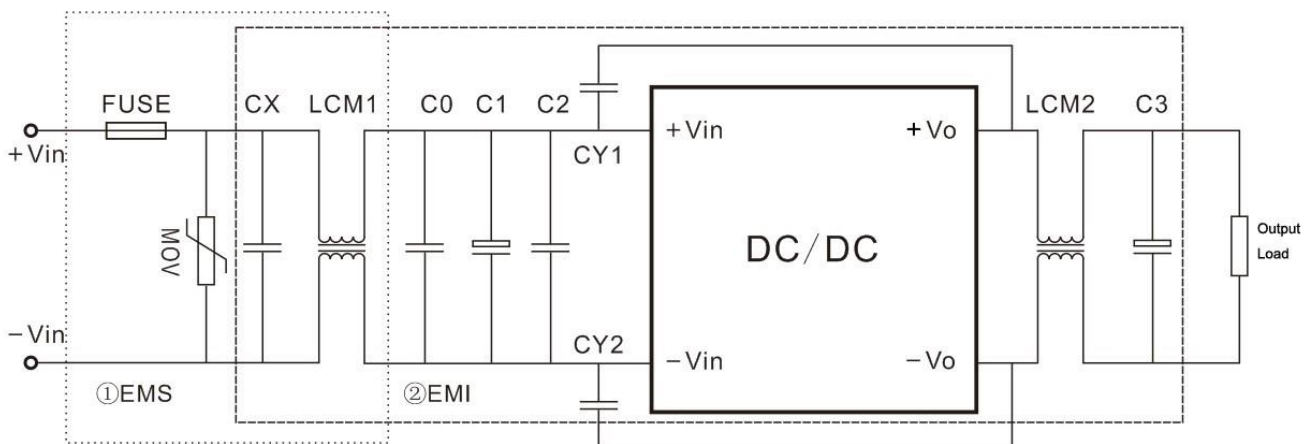 FUSE
CX
LCM1
C0
C1
C2
LCM2
C3
+Vin
CY1
+Vin
+Vo
MOV
DC/DC
Output
Load
−Vin
CY2
−Vin
−Vo
①EMS
②EMI